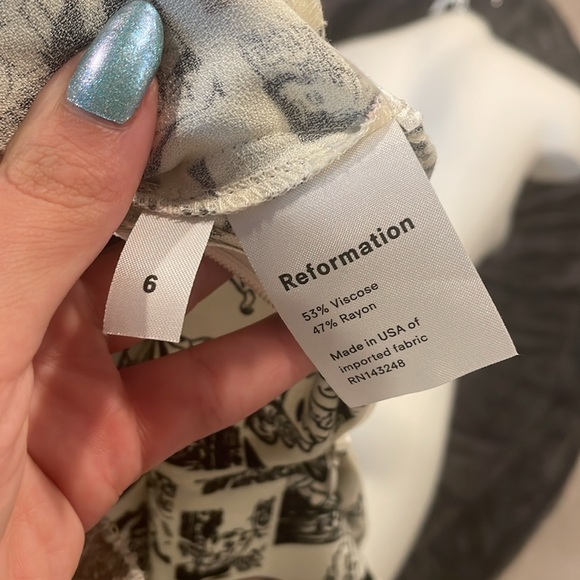 6
Reformation
53% Viscose
47% Rayon
Made in USA of
imported fabric
RN143248